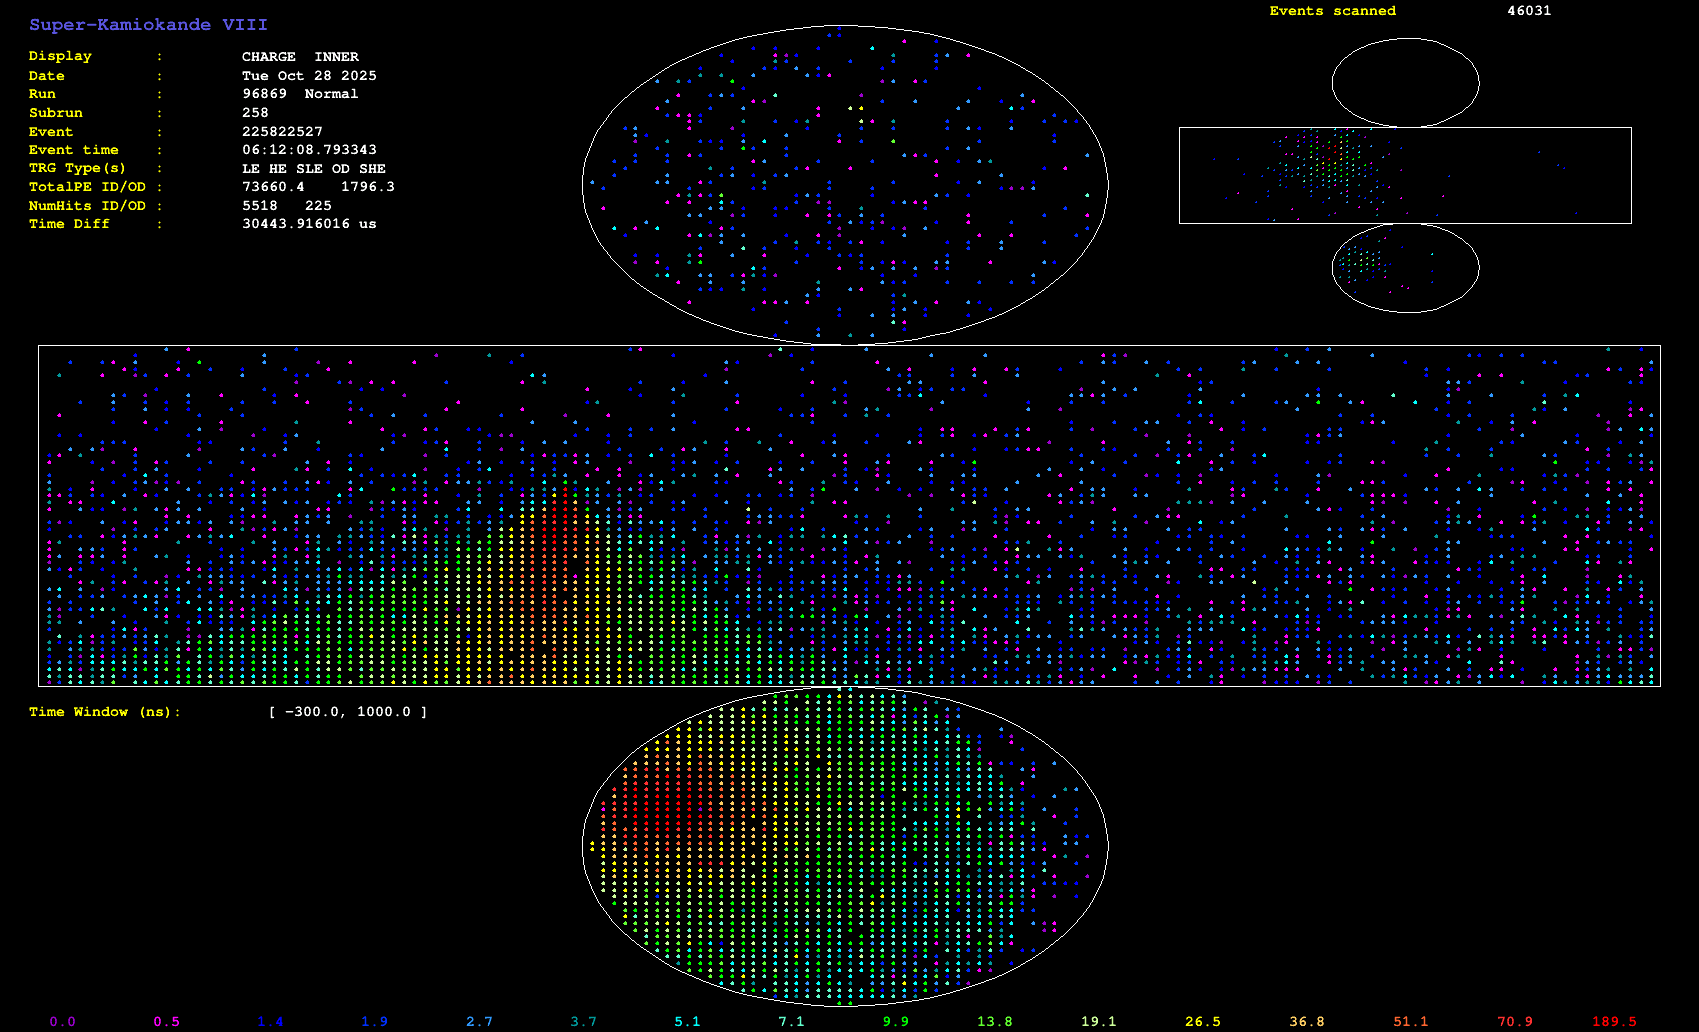 Super-Kamiokande VIII
Events scanned 46031
Display : CHARGE INNER
Date : Tue Oct 28 2025
Run : 96869 Normal
Subrun : 258
Event : 225822527
Event time : 06:12:08.793343
TRG Type(s) : LE HE SLE OD SHE
TotalPE ID/OD : 73660.4 1796.3
NumHits ID/OD : 5518 225
Time Diff : 30443.916016 us
Time Window (ns): [ -300.0, 1000.0 ]
0.0 0.5 1.4 1.9 2.7 3.7 5.1 7.1 9.9 13.8 19.1 26.5 36.8 51.1 70.9 189.5